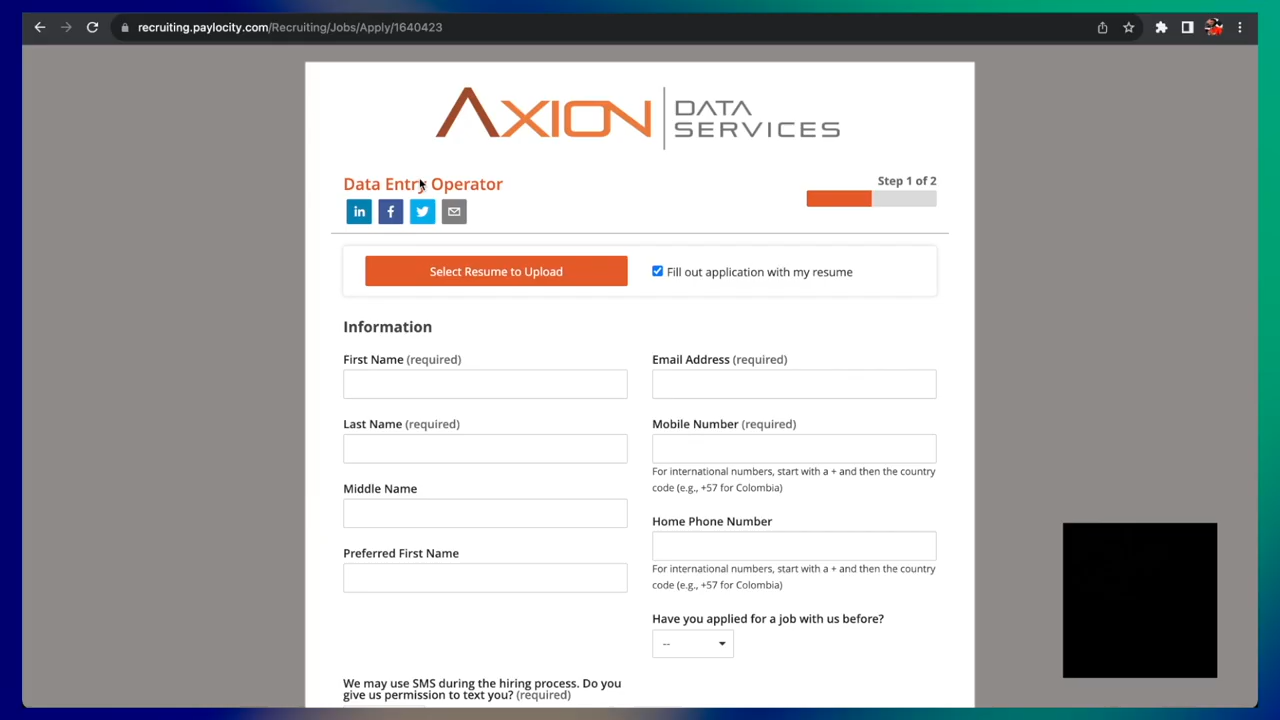 recruiting.paylocity.com/Recruiting/Jobs/Apply/1640423
AXION DATA SERVICES
Data Entry Operator
Step 1 of 2
Select Resume to Upload
Fill out application with my resume
Information
First Name (required)
Email Address (required)
Last Name (required)
Mobile Number (required)
For international numbers, start with a + and then the country
code (e.g., +57 for Colombia)
Middle Name
Home Phone Number
Preferred First Name
For international numbers, start with a + and then the country
code (e.g., +57 for Colombia)
Have you applied for a job with us before?
--
We may use SMS during the hiring process. Do you
give us permission to text you? (required)